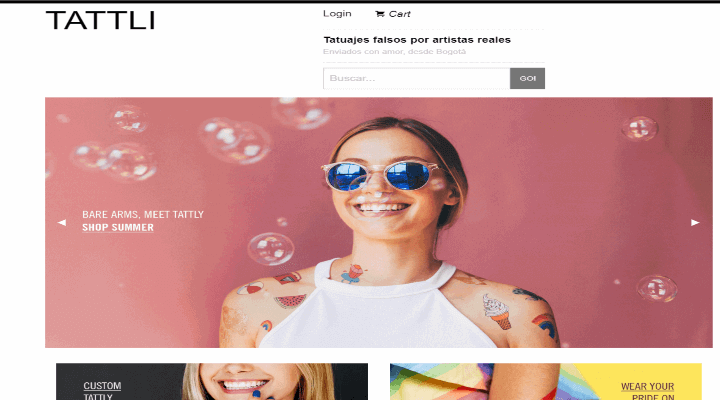 TATTLI
Login
Cart
Tatuajes falsos por artistas reales
Enviados con amor, desde Bogotá
Buscar...
GO!
BARE ARMS, MEET TATTLY
SHOP SUMMER
CUSTOM
TATTLY
WEAR YOUR
PRIDE ON